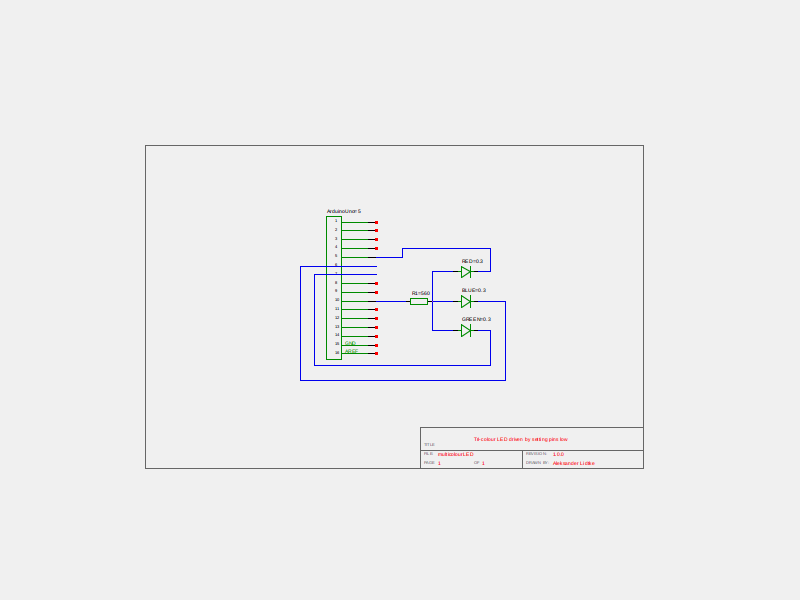 ArduinoUno=5
1
2
3
4
5
6
7
8
9
10
11
12
13
14
15 GND
16 AREF
R1=560
RED=0.3
BLUE=0.3
GREEN=0.3
TITLE
Tri-colour LED driven by setting pins low
FILE: multicolourLED
REVISION: 1.0.0
PAGE 1 OF 1
DRAWN BY: Aleksander Lidtke